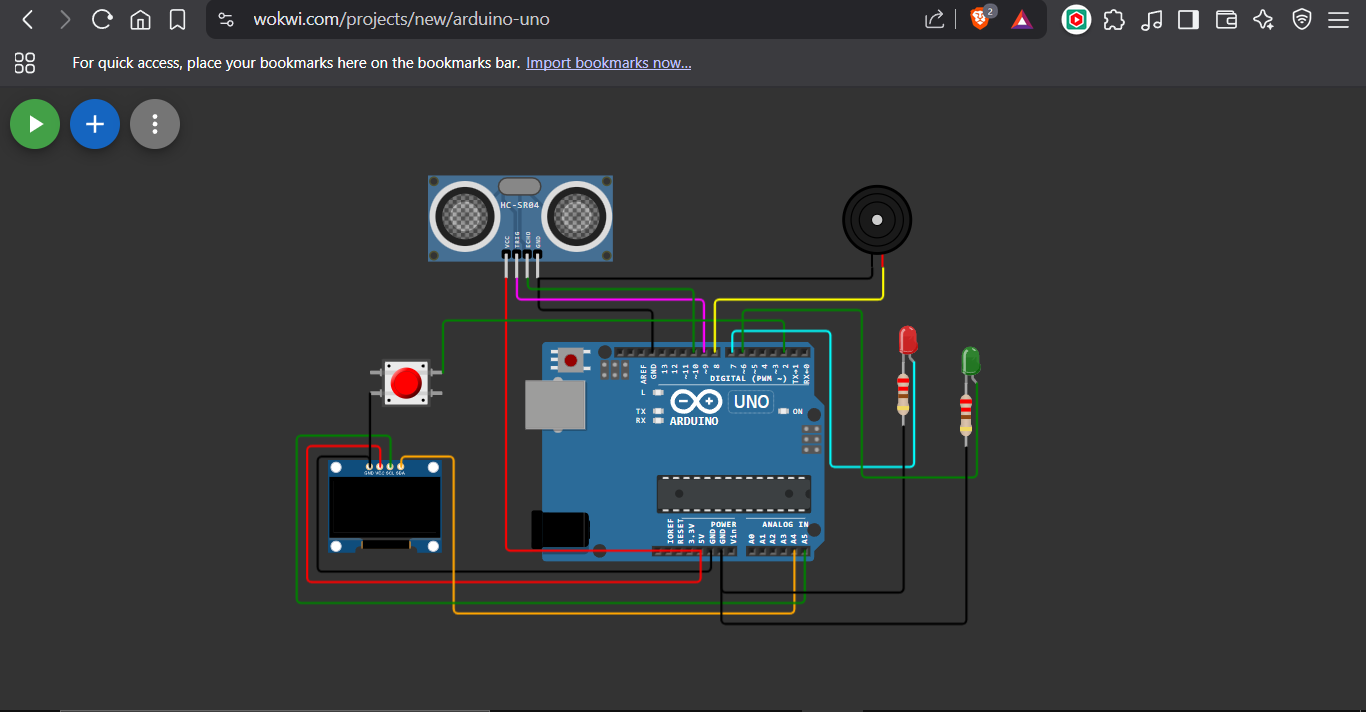 wokwi.com/projects/new/arduino-uno
2
For quick access, place your bookmarks here on the bookmarks bar. Import bookmarks now...
HC-SR04
VCC
TRIG
ECHO
GND
AREF
GND
13
12
~11
~10
~9
8
7
~6
~5
4
~3
2
TX→1
RX←0
DIGITAL (PWM ~)
L
TX
RX
UNO
ON
ARDUINO
GND VCC SCL SDA
IOREF
RESET
3.3V
5V
GND
GND
Vin
POWER
ANALOG IN
A0
A1
A2
A3
A4
A5